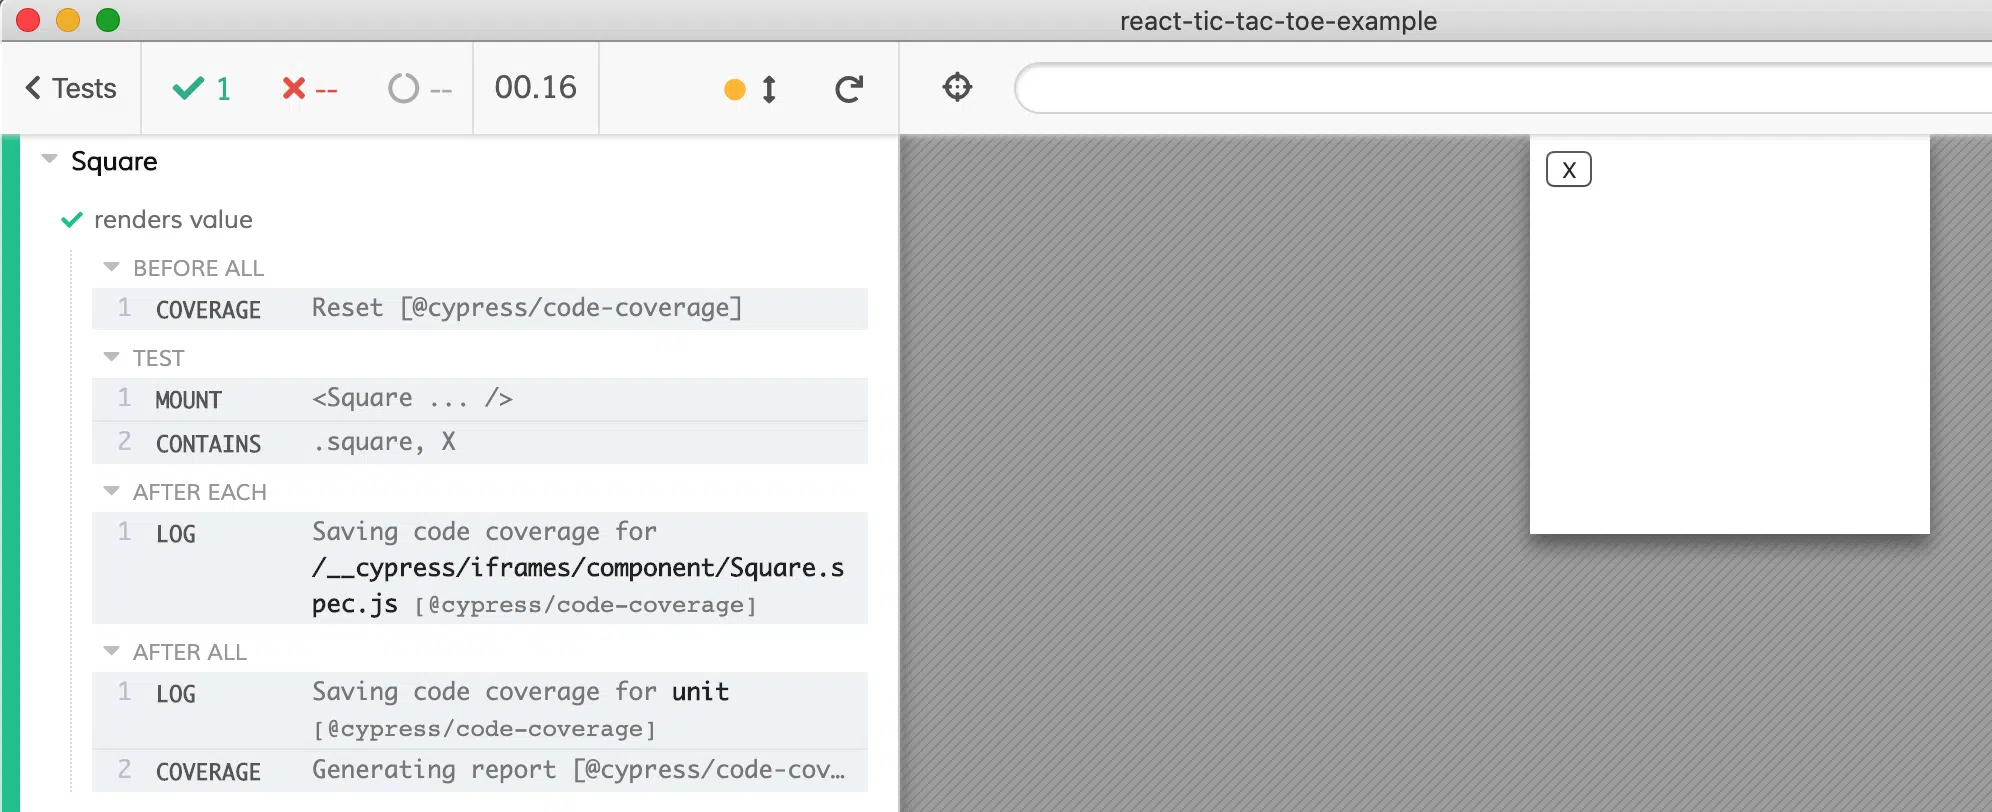 react-tic-tac-toe-example
Tests 1 -- -- 00.16
Square
renders value
BEFORE ALL
1 COVERAGE Reset [@cypress/code-coverage]
TEST
1 MOUNT <Square ... />
2 CONTAINS .square, X
AFTER EACH
1 LOG Saving code coverage for
/__cypress/iframes/component/Square.s
pec.js [@cypress/code-coverage]
AFTER ALL
1 LOG Saving code coverage for unit
[@cypress/code-coverage]
2 COVERAGE Generating report [@cypress/code-cov…
X